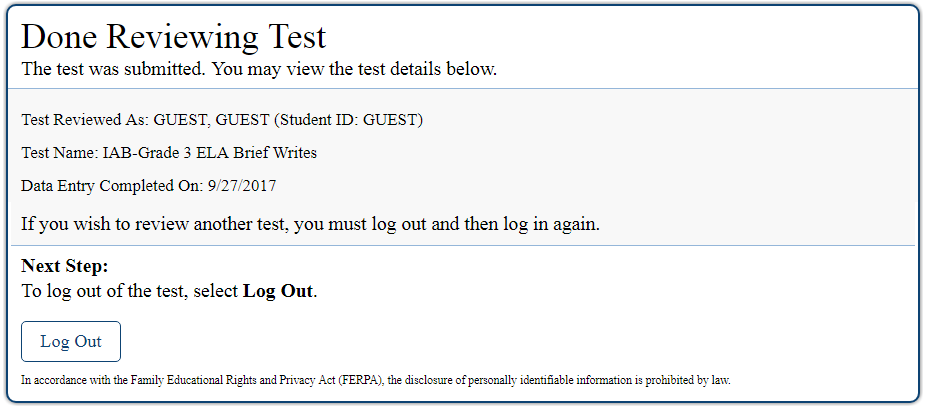 Done Reviewing Test
The test was submitted. You may view the test details below.
Test Reviewed As: GUEST, GUEST (Student ID: GUEST)
Test Name: IAB-Grade 3 ELA Brief Writes
Data Entry Completed On: 9/27/2017
If you wish to review another test, you must log out and then log in again.
Next Step:
To log out of the test, select Log Out.
Log Out
In accordance with the Family Educational Rights and Privacy Act (FERPA), the disclosure of personally identifiable information is prohibited by law.